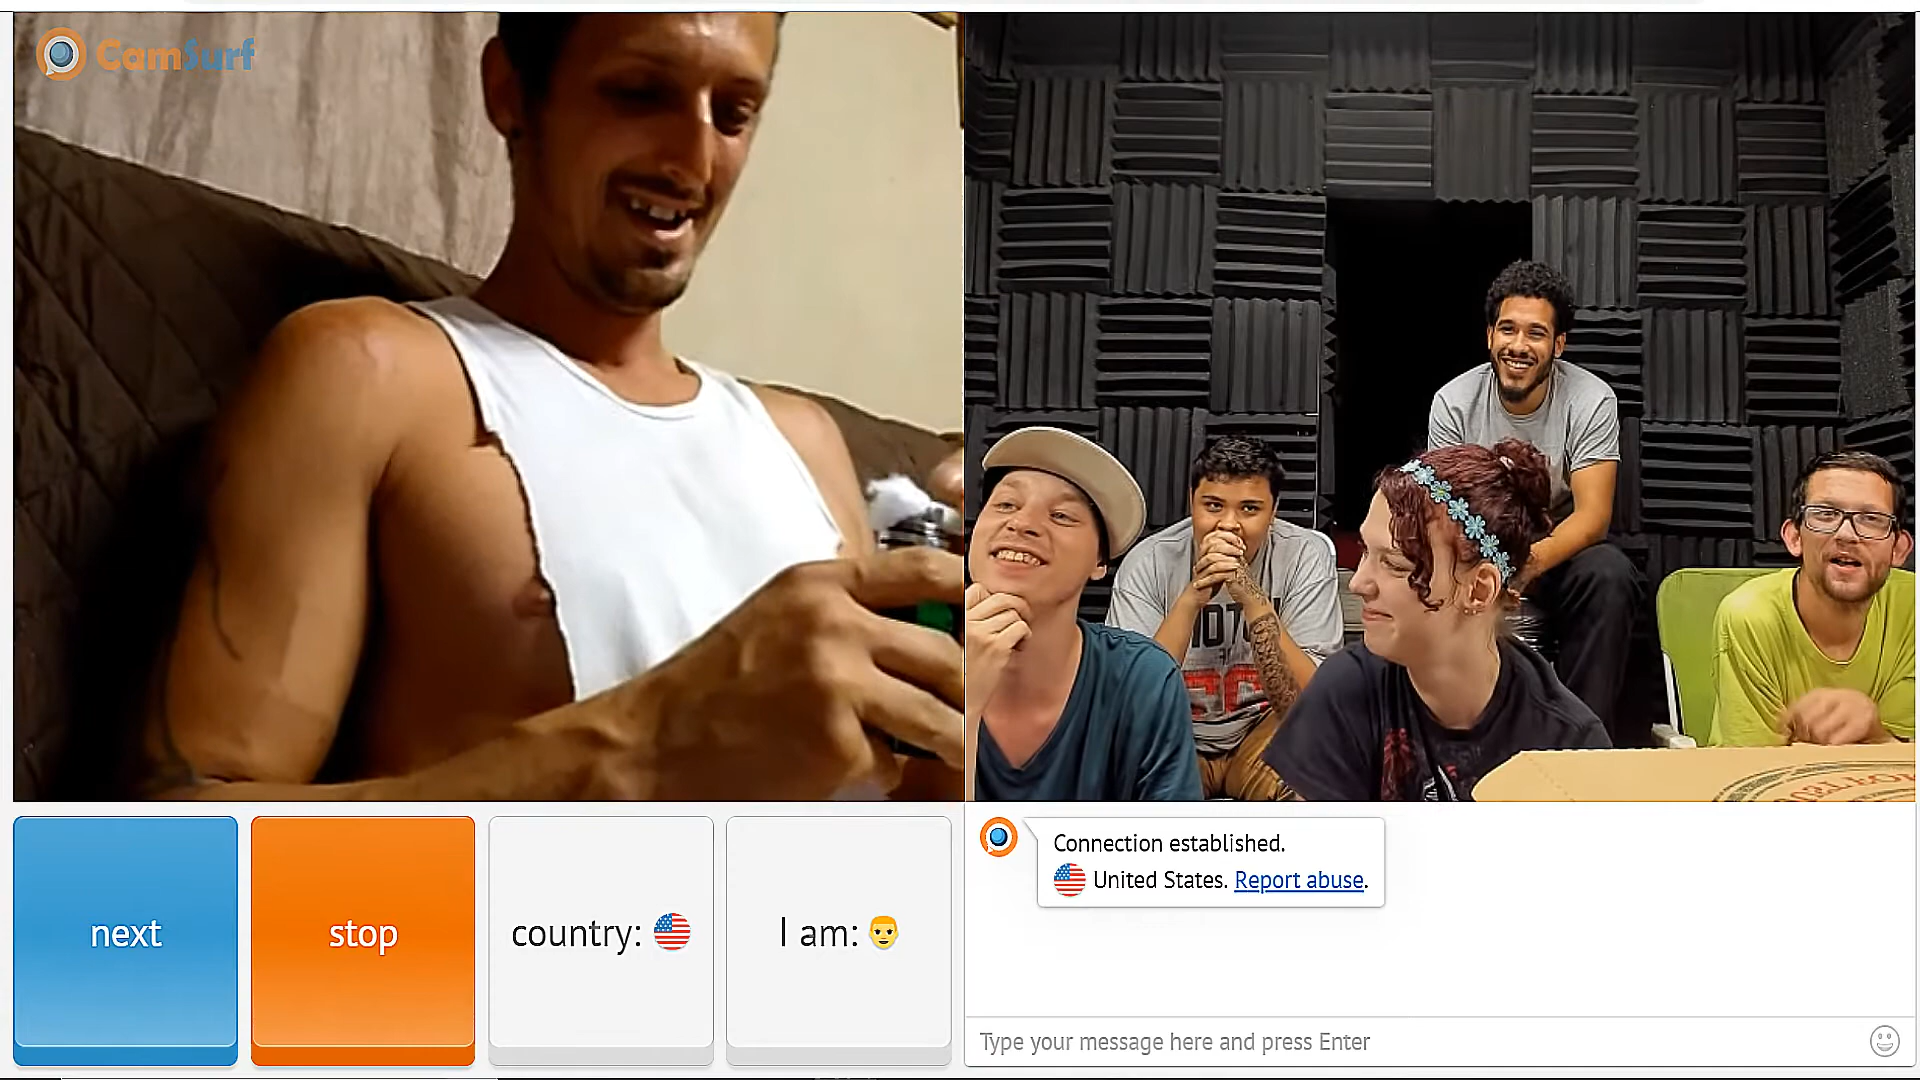 CamSurf
next
stop
country:
I am:
Connection established.
United States. Report abuse.
Type your message here and press Enter